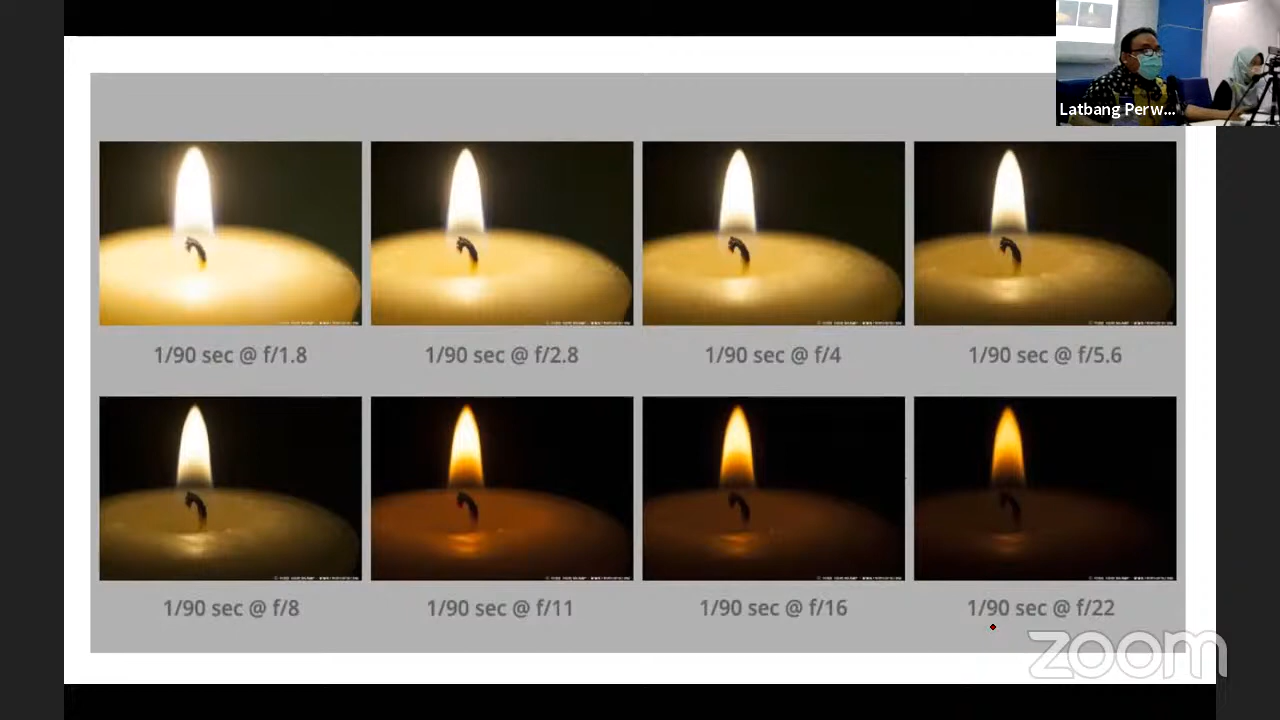 Latbang Perw...
1/90 sec @ f/1.8
1/90 sec @ f/2.8
1/90 sec @ f/4
1/90 sec @ f/5.6
1/90 sec @ f/8
1/90 sec @ f/11
1/90 sec @ f/16
1/90 sec @ f/22
zoom